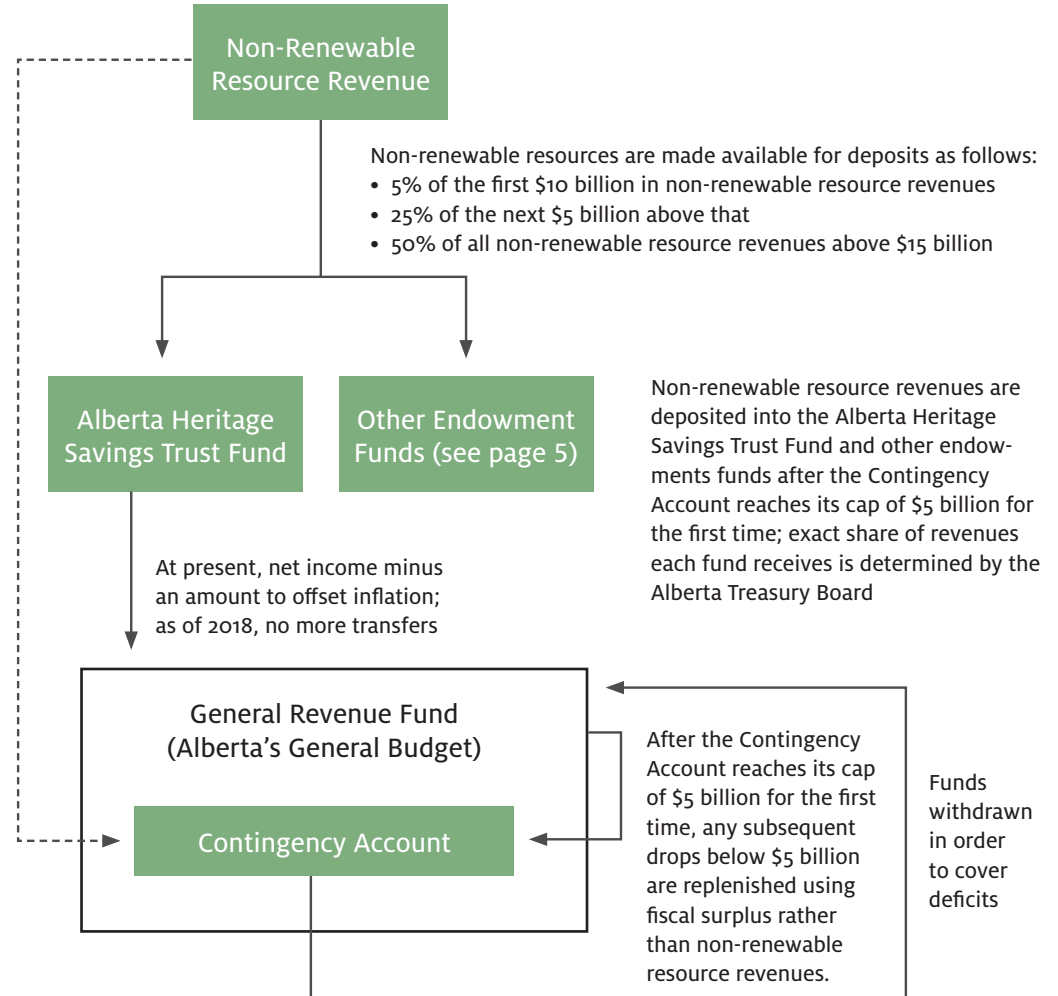 Non-Renewable
Resource Revenue
Non-renewable resources are made available for deposits as follows:
• 5% of the first $10 billion in non-renewable resource revenues
• 25% of the next $5 billion above that
• 50% of all non-renewable resource revenues above $15 billion
Alberta Heritage
Savings Trust Fund
Other Endowment
Funds (see page 5)
Non-renewable resource revenues are
deposited into the Alberta Heritage
Savings Trust Fund and other endow-
ments funds after the Contingency
Account reaches its cap of $5 billion for
the first time; exact share of revenues
each fund receives is determined by the
Alberta Treasury Board
At present, net income minus
an amount to offset inflation;
as of 2018, no more transfers
General Revenue Fund
(Alberta's General Budget)
Contingency Account
After the Contingency
Account reaches its cap
of $5 billion for the first
time, any subsequent
drops below $5 billion
are replenished using
fiscal surplus rather
than non-renewable
resource revenues.
Funds
withdrawn
in order
to cover
deficits